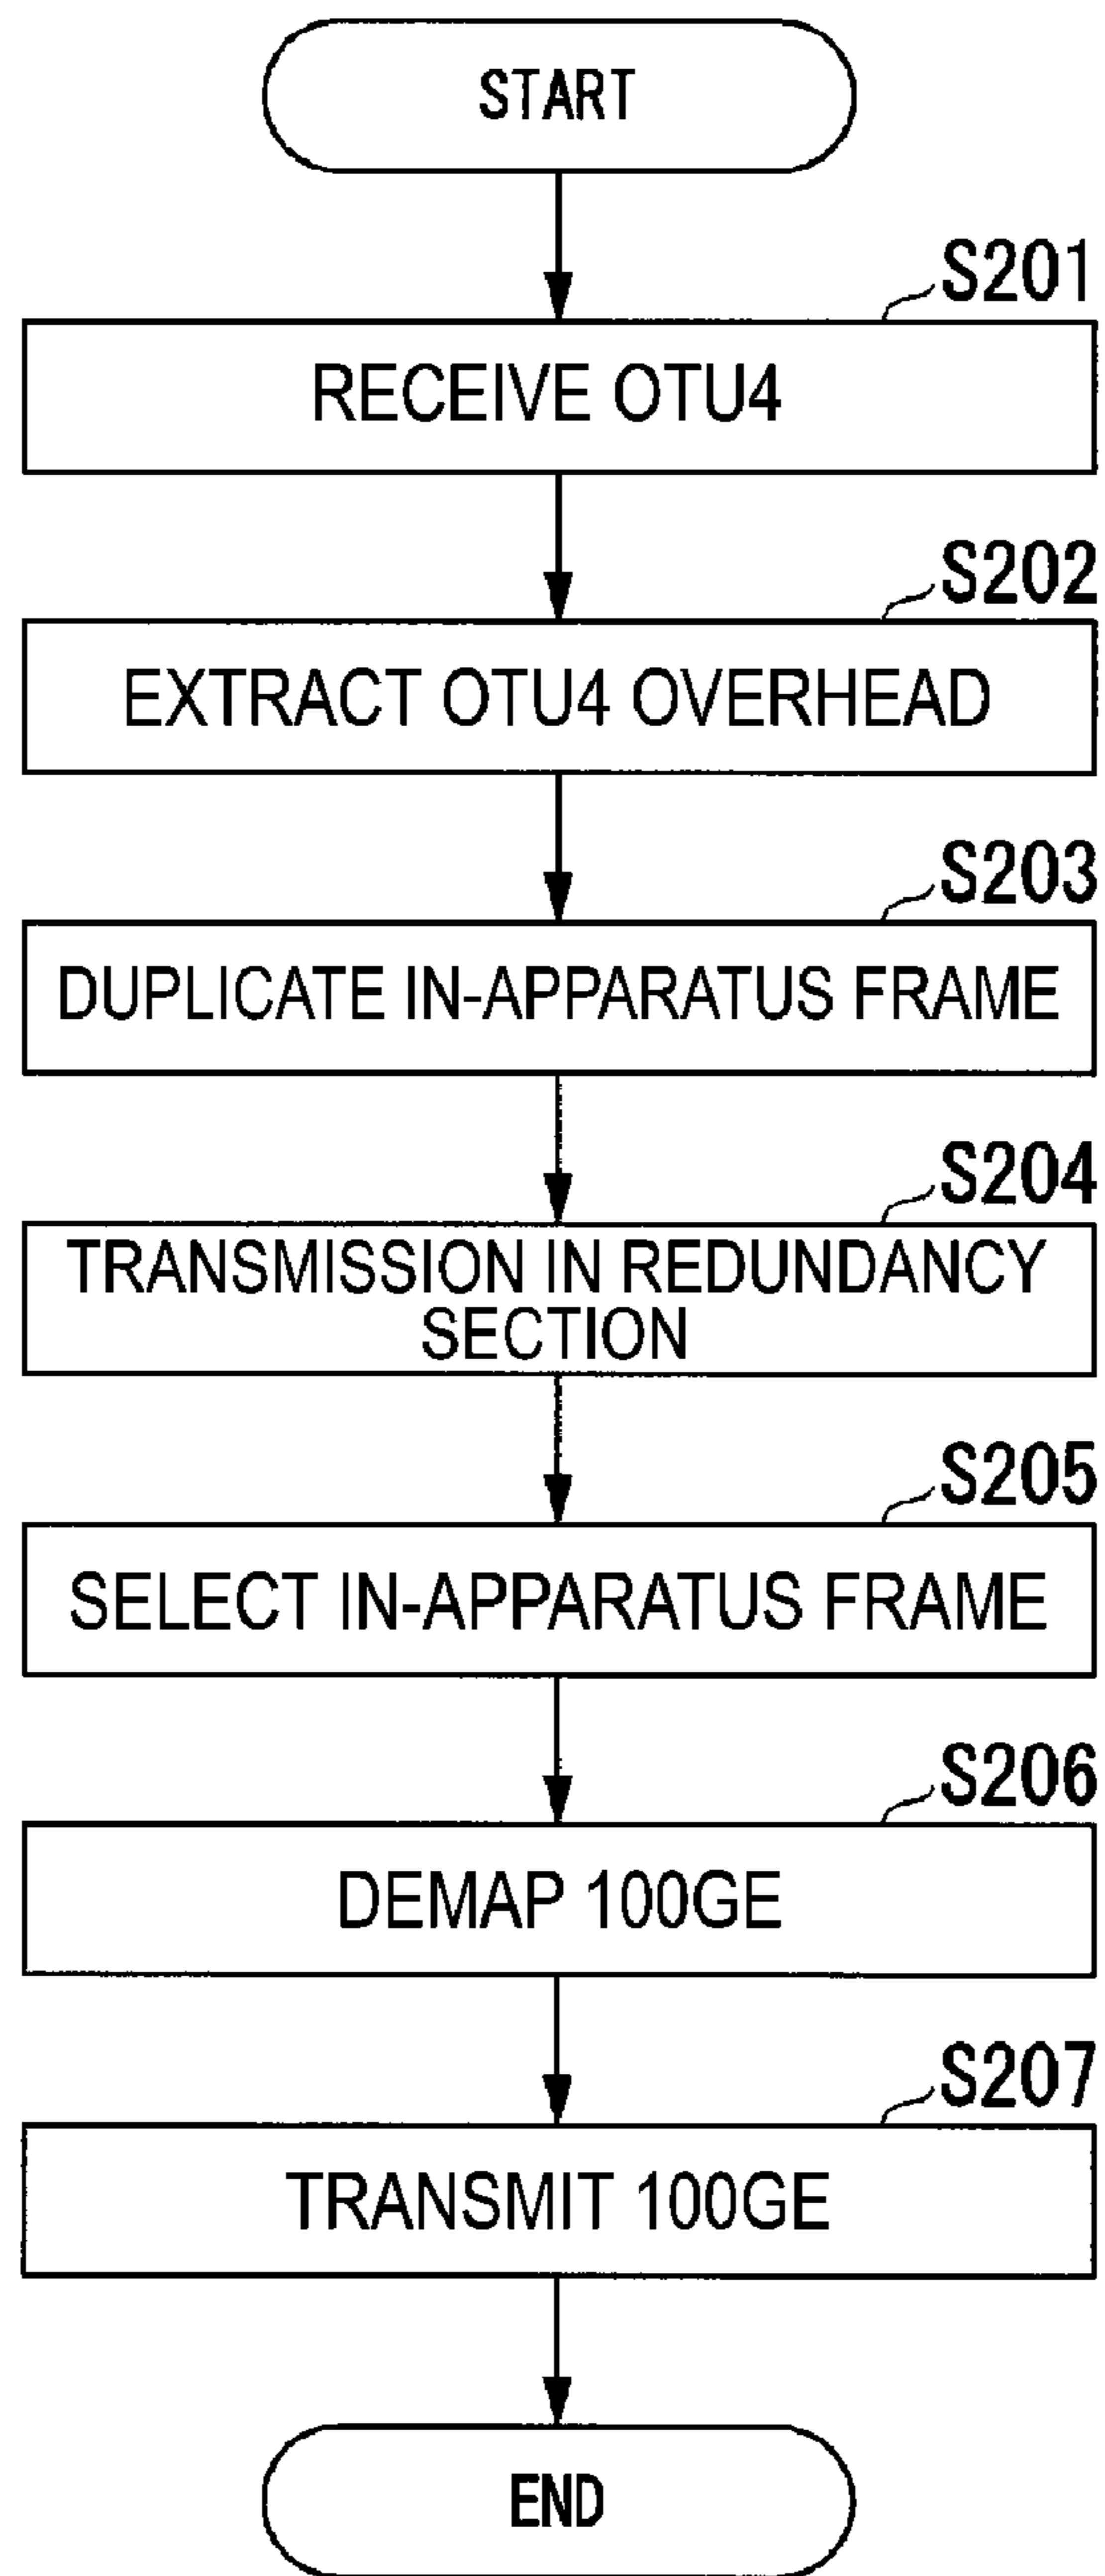 START
S201
RECEIVE OTU4
S202
EXTRACT OTU4 OVERHEAD
S203
DUPLICATE IN-APPARATUS FRAME
S204
TRANSMISSION IN REDUNDANCY
SECTION
S205
SELECT IN-APPARATUS FRAME
S206
DEMAP 100GE
S207
TRANSMIT 100GE
END